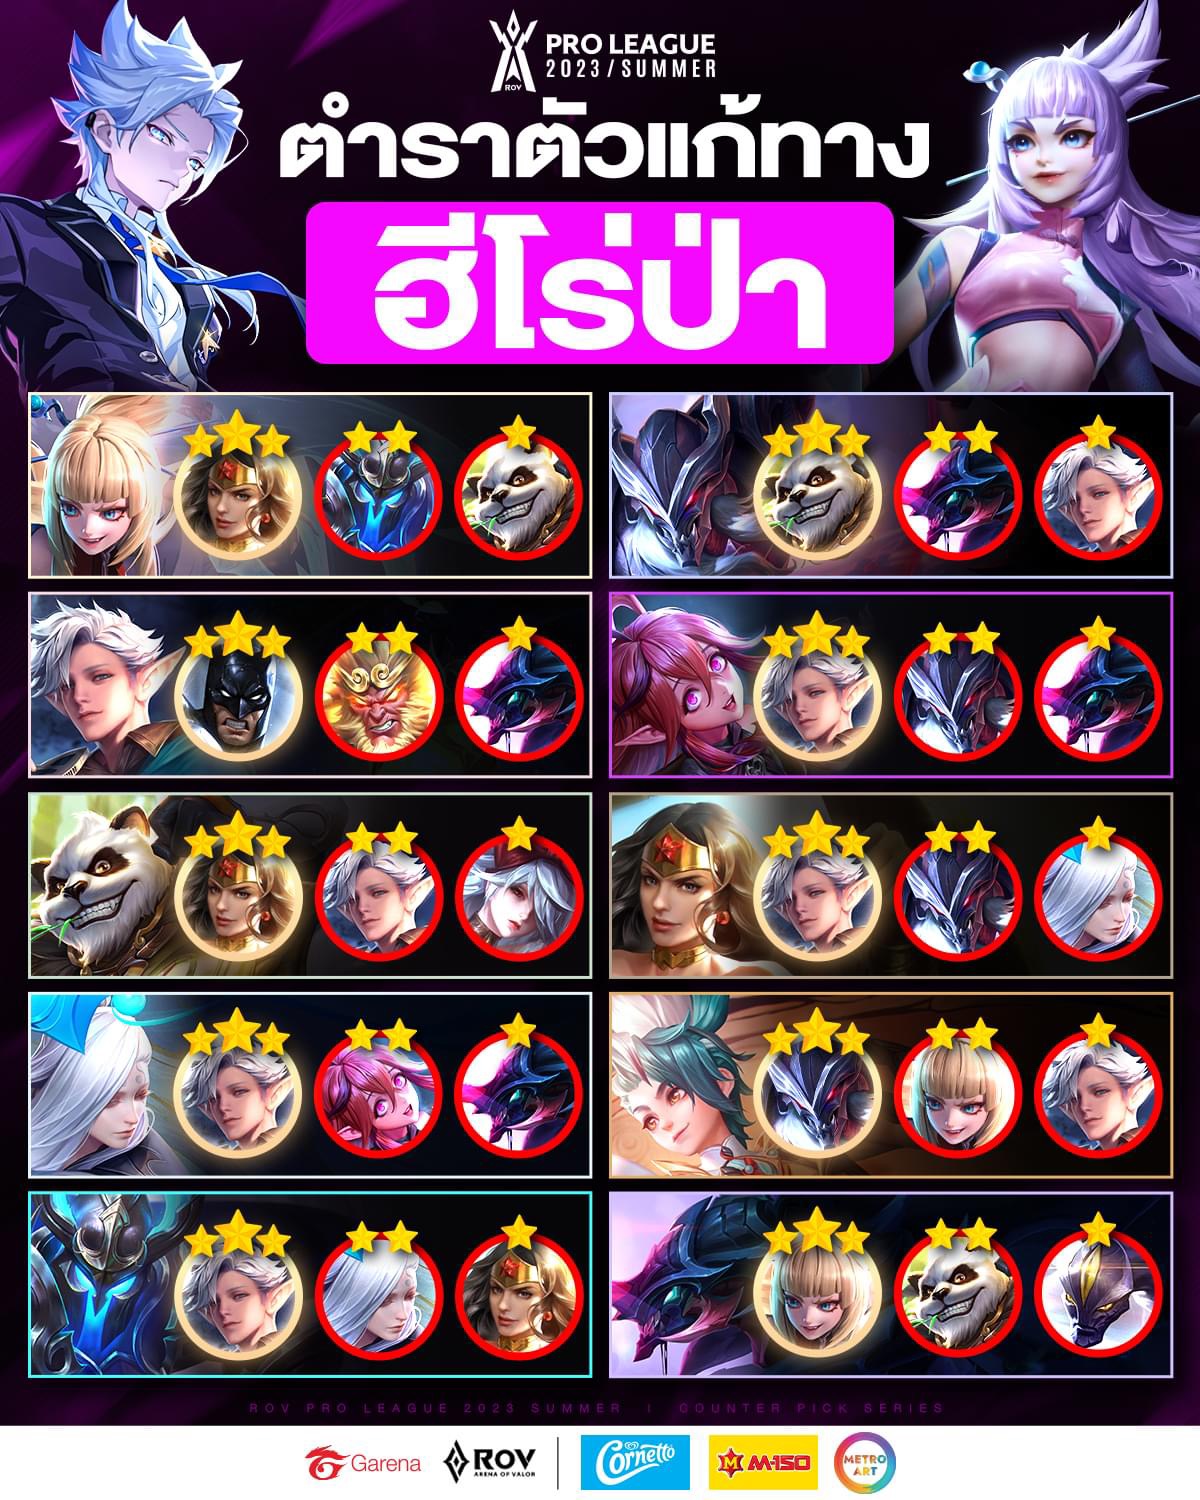 PRO LEAGUE
2023 / SUMMER
ROV
ตำราตัวแก้ทาง
ฮีโร่ป่า
ROV PRO LEAGUE 2023 SUMMER | COUNTER PICK SERIES
Garena
ROV
ARENA OF VALOR
Cornetto
M-150
METRO
ART